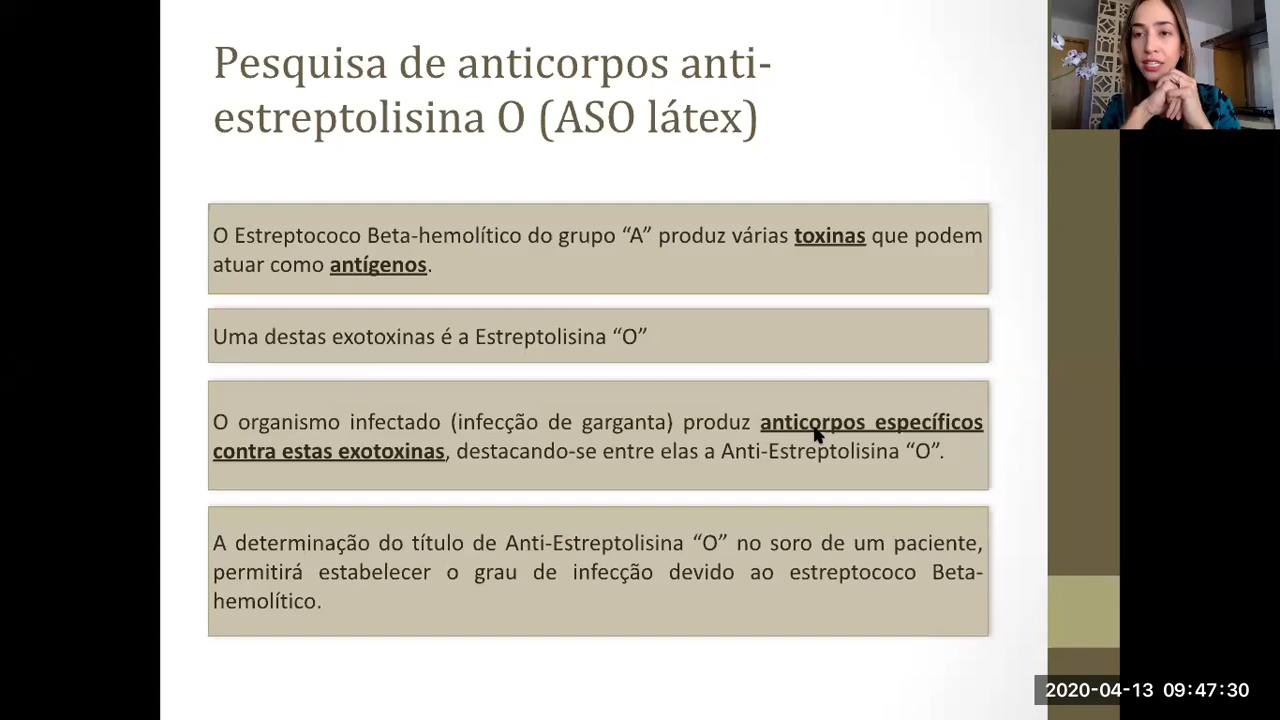 Pesquisa de anticorpos anti-
estreptolisina O (ASO látex)
O Estreptococo Beta-hemolítico do grupo “A” produz várias toxinas que podem
atuar como antígenos.
Uma destas exotoxinas é a Estreptolisina “O”
O organismo infectado (infecção de garganta) produz anticorpos específicos
contra estas exotoxinas, destacando-se entre elas a Anti-Estreptolisina “O”.
A determinação do título de Anti-Estreptolisina “O” no soro de um paciente,
permitirá estabelecer o grau de infecção devido ao estreptococo Beta-
hemolítico.
2020-04-13 09:47:30